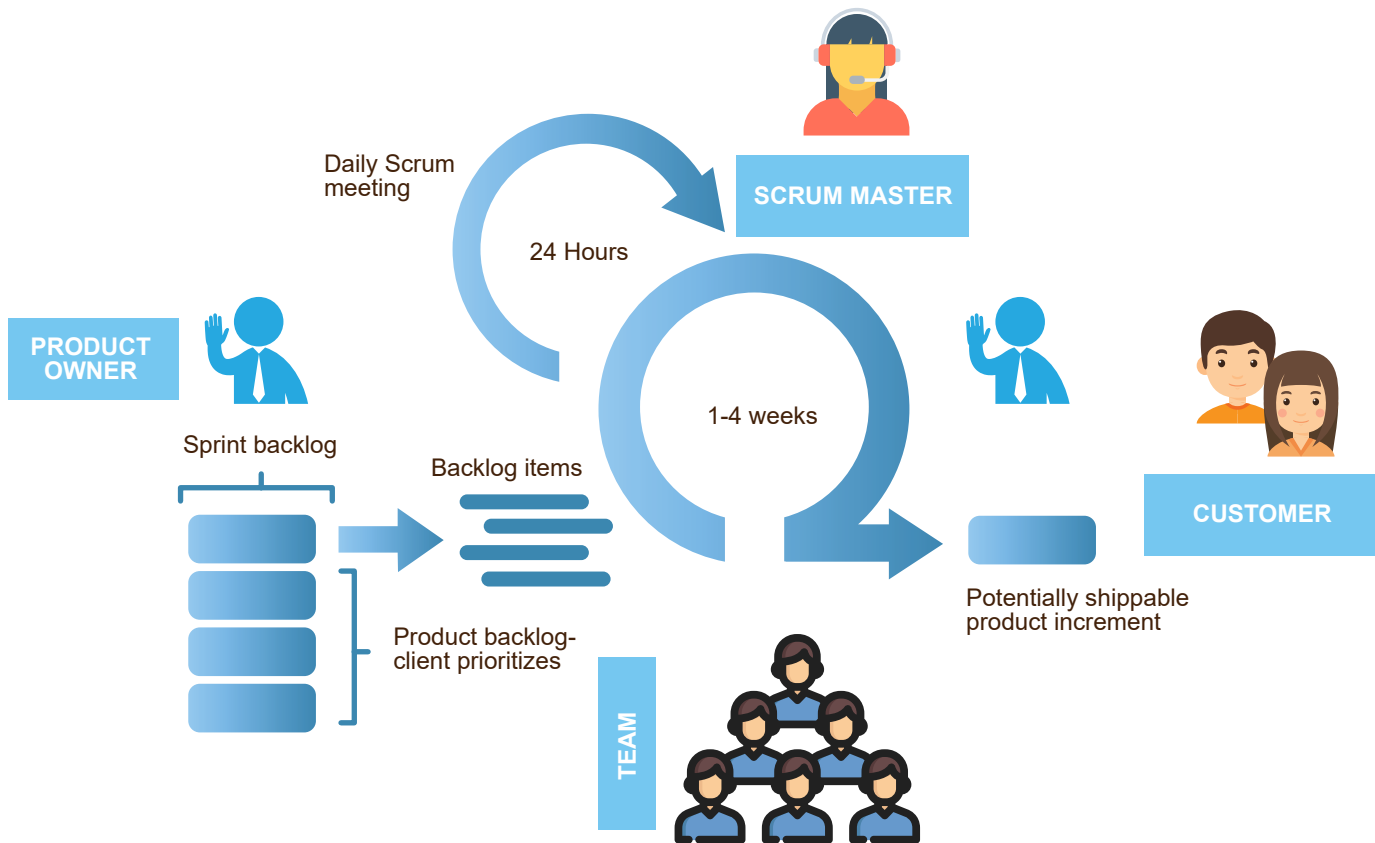 Daily Scrum
meeting
SCRUM MASTER
24 Hours
PRODUCT
OWNER
1-4 weeks
Sprint backlog
Backlog items
CUSTOMER
Potentially shippable
product increment
Product backlog-
client prioritizes
TEAM